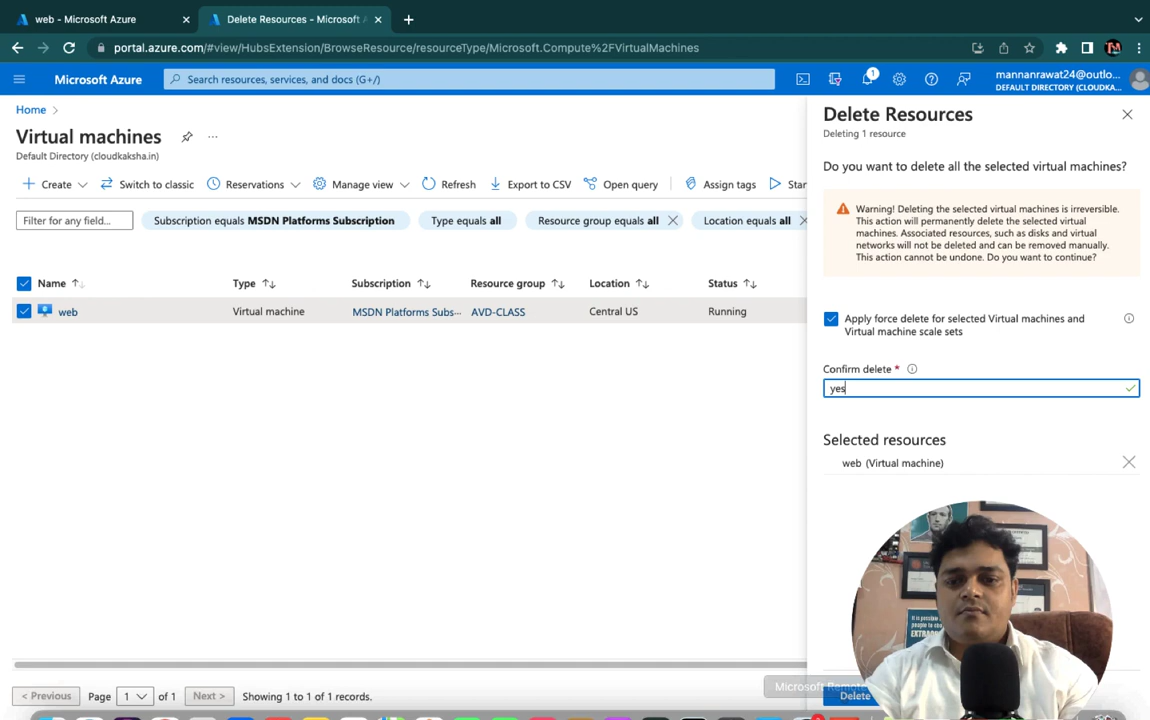 web - Microsoft Azure
Delete Resources - Microsoft A
portal.azure.com/#view/HubsExtension/BrowseResource/resourceType/Microsoft.Compute%2FVirtualMachines
Microsoft Azure
Search resources, services, and docs (G+/)
1
mannanrawat24@outlo...
DEFAULT DIRECTORY (CLOUDKA...
Home >
Virtual machines
...
Default Directory (cloudkaksha.in)
Create
Switch to classic
Reservations
Manage view
Refresh
Export to CSV
Open query
Assign tags
Star
Filter for any field...
Subscription equals MSDN Platforms Subscription
Type equals all
Resource group equals all
Location equals all
Name
Type
Subscription
Resource group
Location
Status
web
Virtual machine
MSDN Platforms Subs...
AVD-CLASS
Central US
Running
< Previous
Page
1
of 1
Next >
Showing 1 to 1 of 1 records.
Delete Resources
Deleting 1 resource
Do you want to delete all the selected virtual machines?
Warning! Deleting the selected virtual machines is irreversible.
This action will permanently delete the selected virtual
machines. Associated resources, such as disks and virtual
networks will not be deleted and can be removed manually.
This action cannot be undone. Do you want to continue?
Apply force delete for selected Virtual machines and
Virtual machine scale sets
Confirm delete *
yes
Selected resources
web (Virtual machine)
Microsoft Remote
Delete